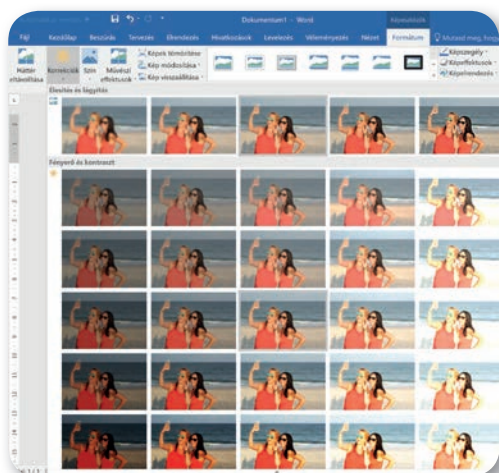 Dokumentum1 - Word
Képeszközök
Fájl Kezdőlap Beszúrás Tervezés Elrendezés Hivatkozások Levelezés Véleményezés Nézet Formátum Mutasd meg, hogy
Háttér eltávolítása
Korrekciók
Szín
Művészi effektusok
Képek tömörítése
Kép módosítása
Kép visszaállítása
Képszegély
Képeffektusok
Képelrendezés
Élesítés és lágyítás
Fényerő és kontraszt